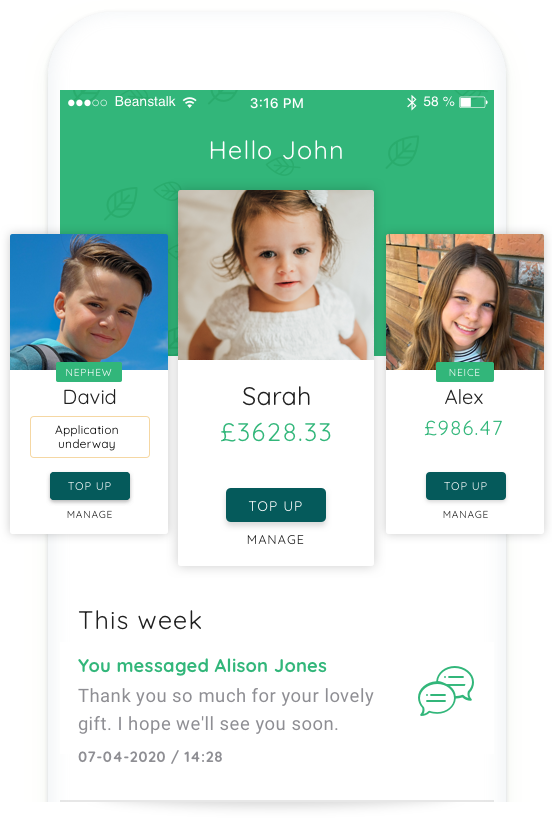 Beanstalk 3:16 PM 58 %
Hello John
NEPHEW
David
Application
underway
TOP UP
MANAGE
Sarah
£3628.33
TOP UP
MANAGE
NEICE
Alex
£986.47
TOP UP
MANAGE
This week
You messaged Alison Jones
Thank you so much for your lovely
gift. I hope we'll see you soon.
07-04-2020 / 14:28